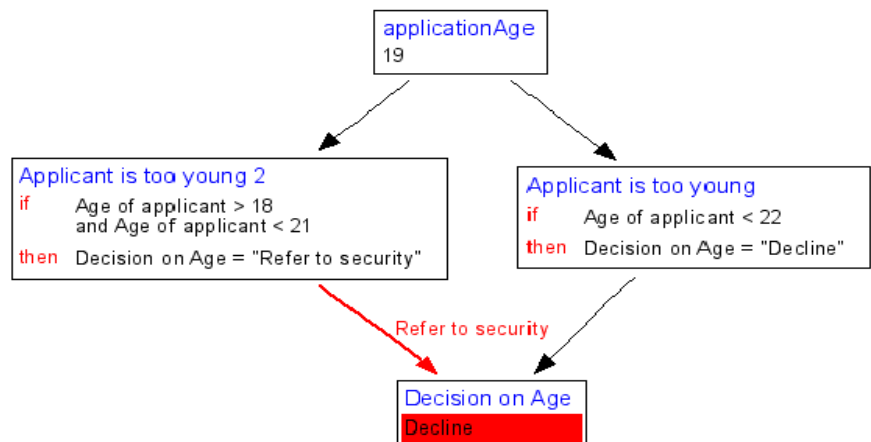 applicationAge
19
Applicant is too young 2
if Age of applicant > 18
and Age of applicant < 21
then Decision on Age = "Refer to security"
Applicant is too young
if Age of applicant < 22
then Decision on Age = "Decline"
Refer to security
Decision on Age
Decline